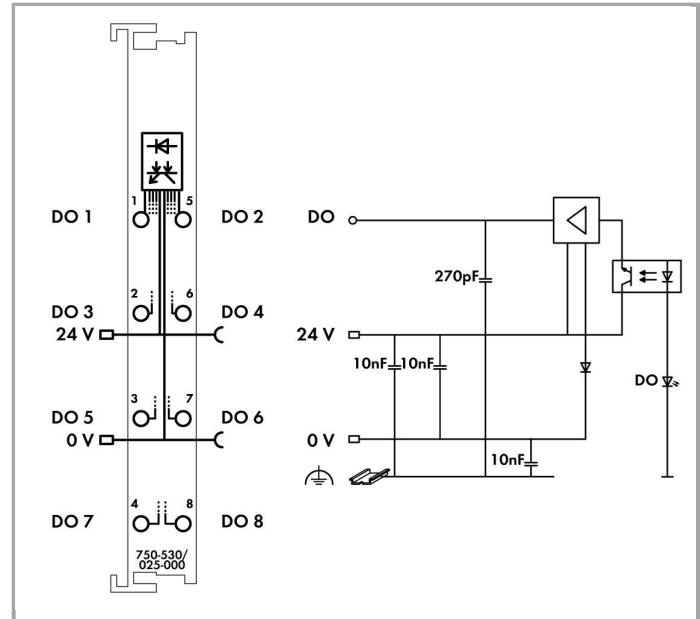 1 5
DO 1 DO 2 DO
270pF
2 6
DO 3 DO 4
24 V 24 V
10nF 10nF
DO
3 7
DO 5 DO 6
0 V 0 V
10nF
4 8
DO 7 DO 8
750-530/
025-000